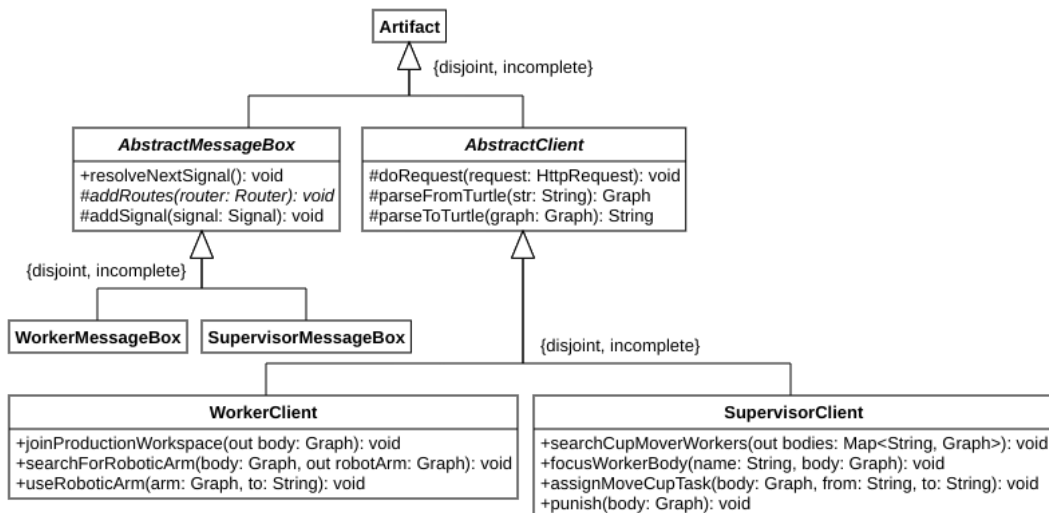 Artifact
{disjoint, incomplete}
AbstractMessageBox
+resolveNextSignal(): void
#addRoutes(router: Router): void
#addSignal(signal: Signal): void
AbstractClient
#doRequest(request: HttpRequest): void
#parseFromTurtle(str: String): Graph
#parseToTurtle(graph: Graph): String
{disjoint, incomplete}
WorkerMessageBox
SupervisorMessageBox
{disjoint, incomplete}
WorkerClient
+joinProductionWorkspace(out body: Graph): void
+searchForRoboticArm(body: Graph, out robotArm: Graph): void
+useRoboticArm(arm: Graph, to: String): void
SupervisorClient
+searchCupMoverWorkers(out bodies: Map<String, Graph>): void
+focusWorkerBody(name: String, body: Graph): void
+assignMoveCupTask(body: Graph, from: String, to: String): void
+punish(body: Graph): void